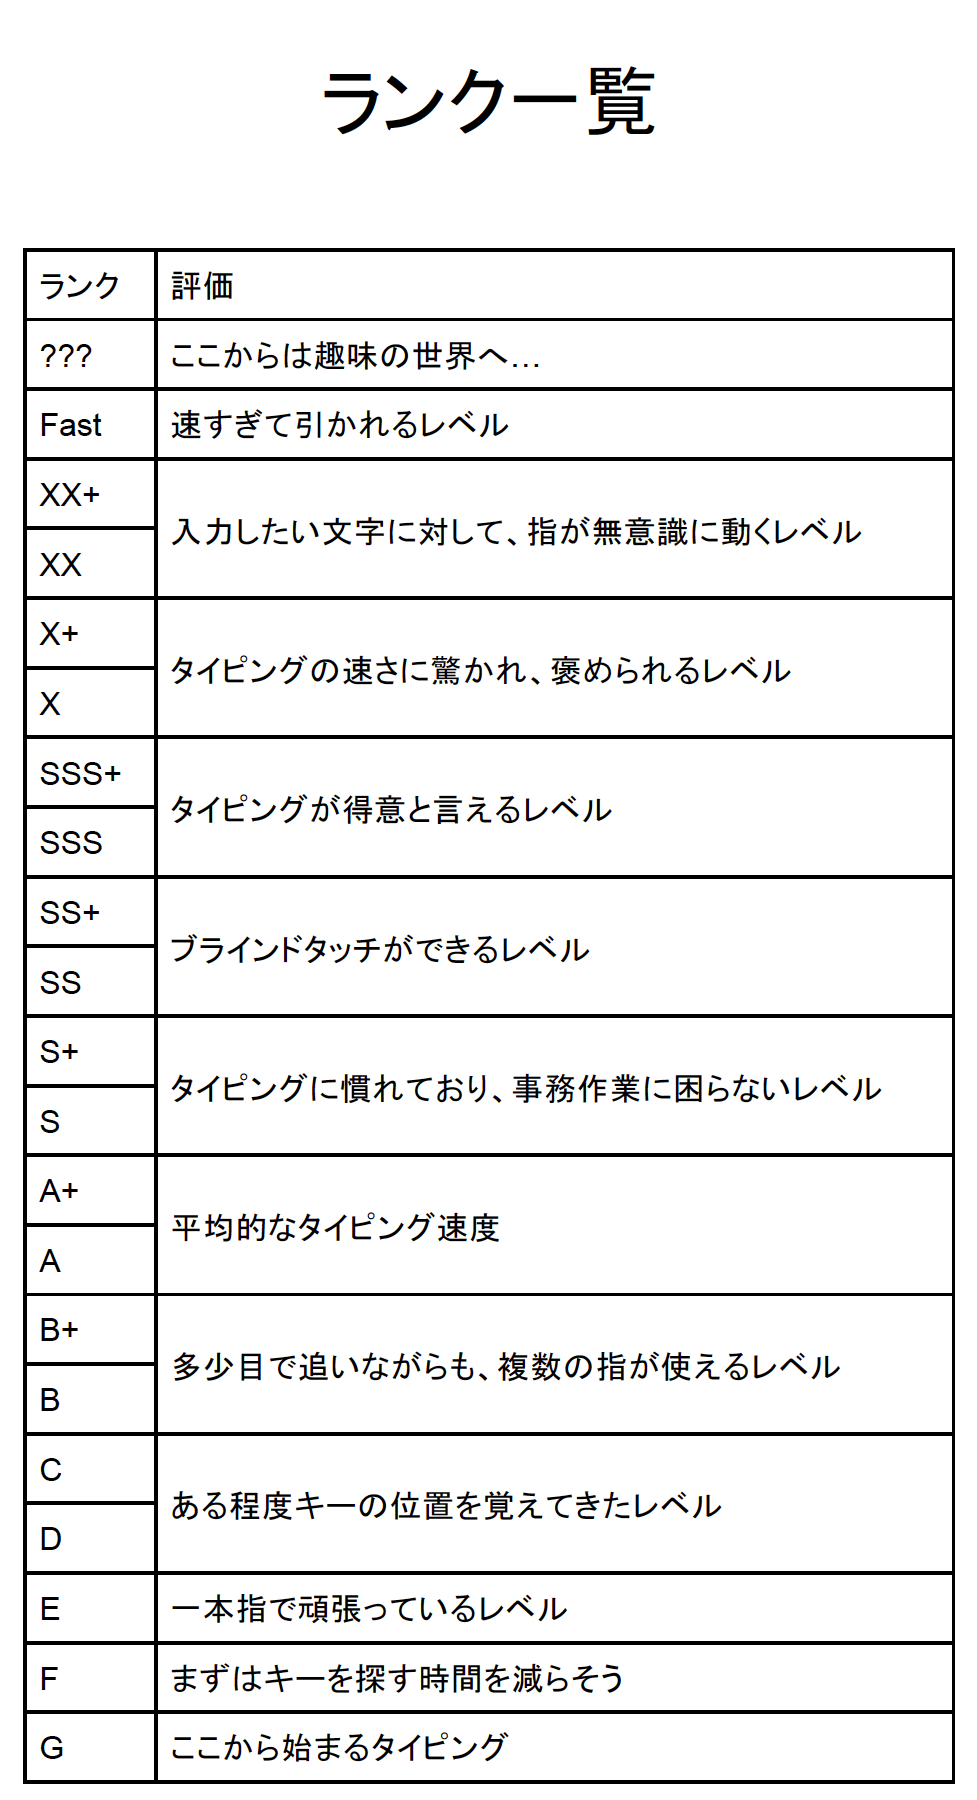 ランク一覧
ランク 評価
??? ここからは趣味の世界へ…
Fast 速すぎて引かれるレベル
XX+
入力したい文字に対して、指が無意識に動くレベル
XX
X+
タイピングの速さに驚かれ、褒められるレベル
X
SSS+
タイピングが得意と言えるレベル
SSS
SS+
ブラインドタッチができるレベル
SS
S+
タイピングに慣れており、事務作業に困らないレベル
S
A+
平均的なタイピング速度
A
B+
多少目で追いながらも、複数の指が使えるレベル
B
C
ある程度キーの位置を覚えてきたレベル
D
E 一本指で頑張っているレベル
F まずはキーを探す時間を減らそう
G ここから始まるタイピング